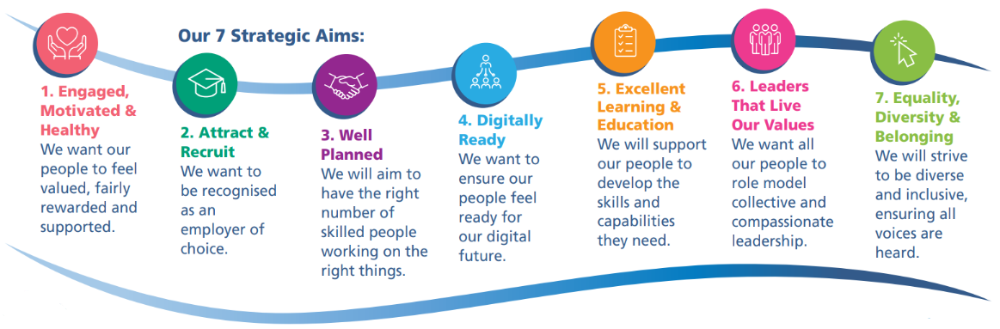 Our 7 Strategic Aims:
1. Engaged,
Motivated &
Healthy
We want our
people to feel
valued, fairly
rewarded and
supported.
2. Attract &
Recruit
We want to
be recognised
as an
employer of
choice.
3. Well
Planned
We will aim to
have the right
number of
skilled people
working on the
right things.
4. Digitally
Ready
We want to
ensure our
people feel
ready for
our digital
future.
5. Excellent
Learning &
Education
We will support
our people to
develop the
skills and
capabilities
they need.
6. Leaders
That Live
Our Values
We want all
our people to
role model
collective and
compassionate
leadership.
7. Equality,
Diversity &
Belonging
We will strive
to be diverse
and inclusive,
ensuring all
voices are
heard.